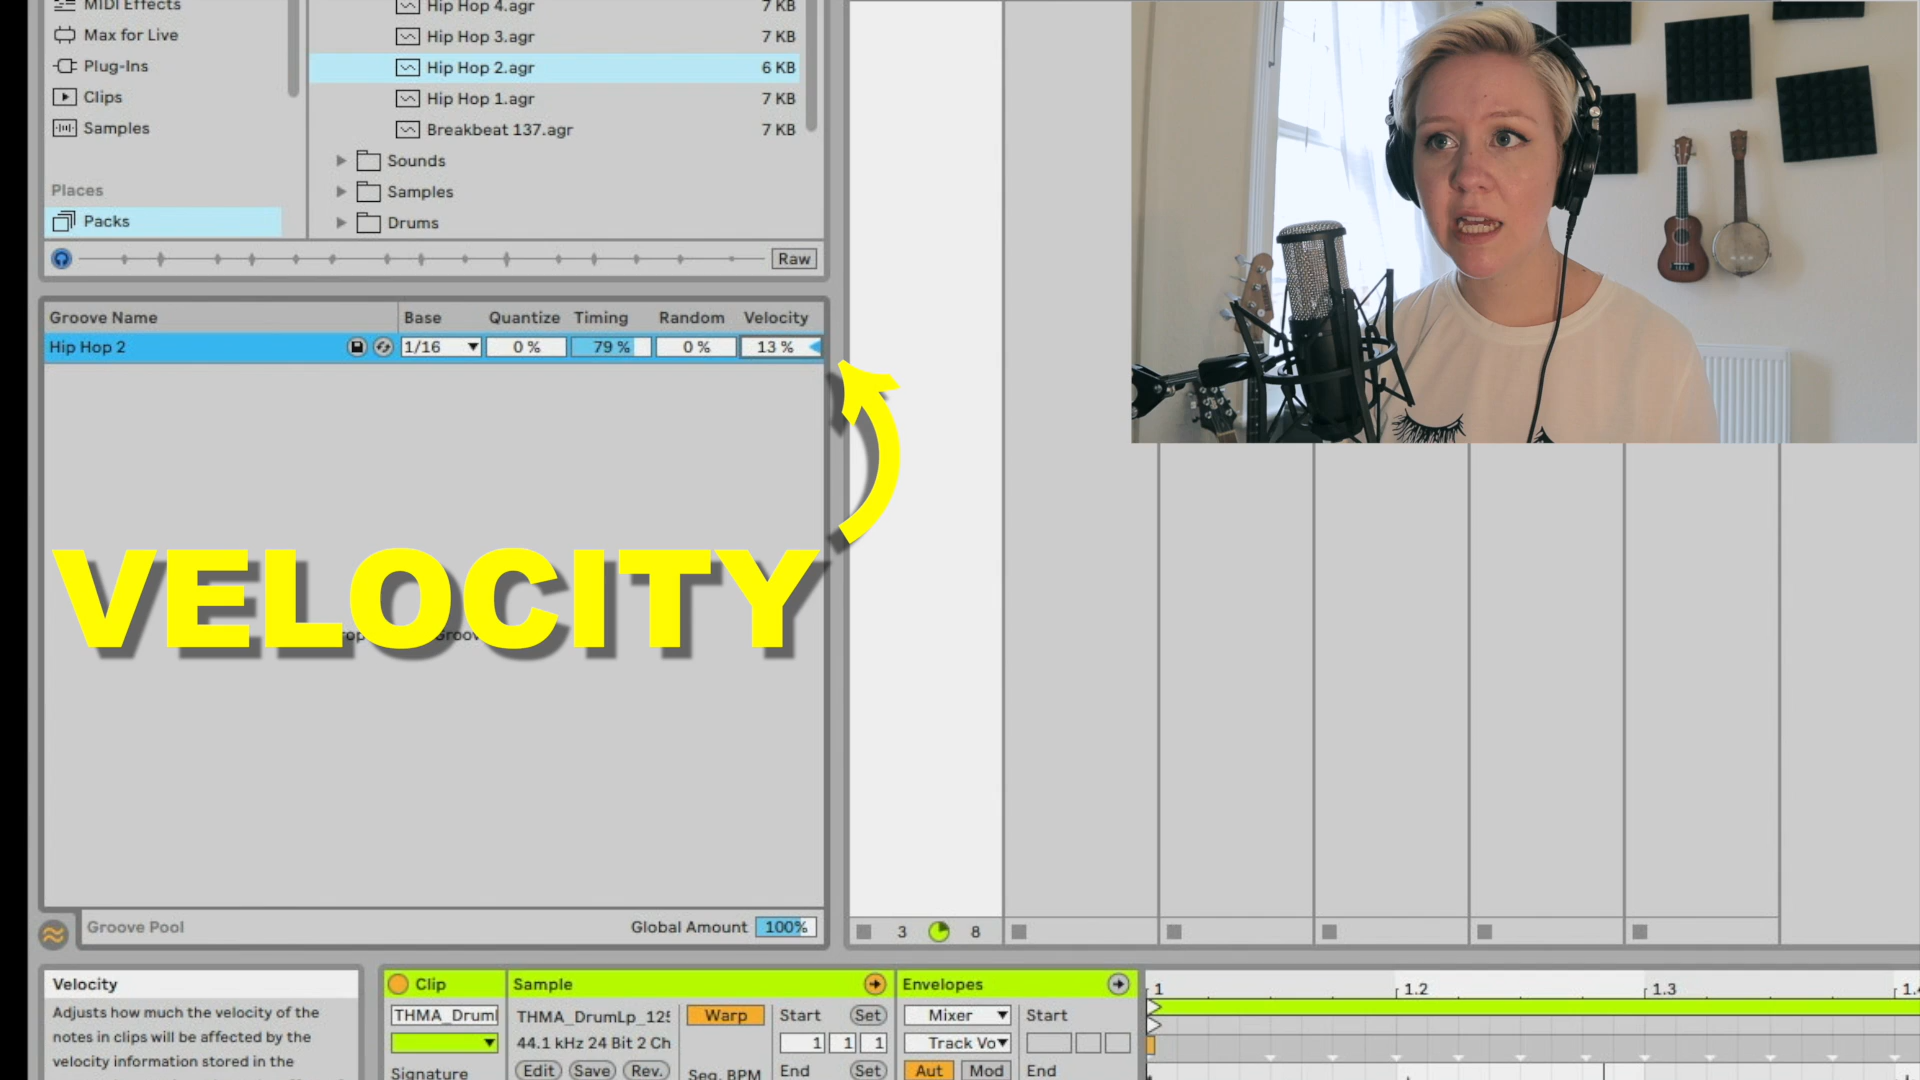 MIDI Effects
Max for Live
Plug-Ins
Clips
Samples
Places
Packs
Hip Hop 4.agr 7 KB
Hip Hop 3.agr 7 KB
Hip Hop 2.agr 6 KB
Hip Hop 1.agr 7 KB
Breakbeat 137.agr 7 KB
Sounds
Samples
Drums
Raw
Groove Name Base Quantize Timing Random Velocity
Hip Hop 2 1/16 0 % 79 % 0 % 13 %
VELOCITY
Groove Pool Global Amount 100%
3 8
Velocity
Adjusts how much the velocity of the
notes in clips will be affected by the
velocity information stored in the
Clip
THMA_Druml
Signature
Sample
THMA_DrumLp_125
44.1 kHz 24 Bit 2 Ch
Edit Save Rev.
Warp
Seg. BPM
Start Set
1 1 1
End Set
Envelopes
Mixer
Track Vo
Aut Mod
Start
End
1 1.2 1.3 1.4